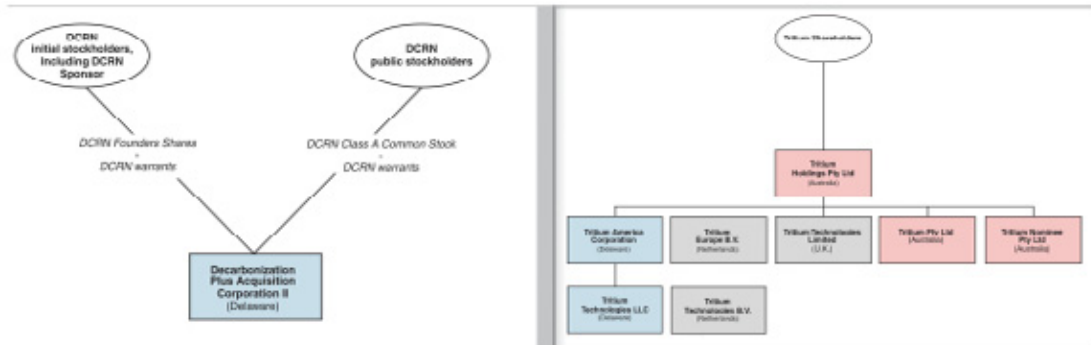 DCRN
initial stockholders,
including DCRN
Sponsor
DCRN
public stockholders
DCRN Founders Shares
+
DCRN warrants
DCRN Class A Common Stock
+
DCRN warrants
Decarbonization
Plus Acquisition
Corporation II
(Delaware)
Tritium Shareholders
Tritium
Holdings Pty Ltd
(Australia)
Tritium America
Corporation
(Delaware)
Tritium
Europe B.V.
(Netherlands)
Tritium Technologies
Limited
(U.K.)
Tritium Pty Ltd
(Australia)
Tritium Nominee
Pty Ltd
(Australia)
Tritium
Technologies LLC
(Delaware)
Tritium
Technologies B.V.
(Netherlands)